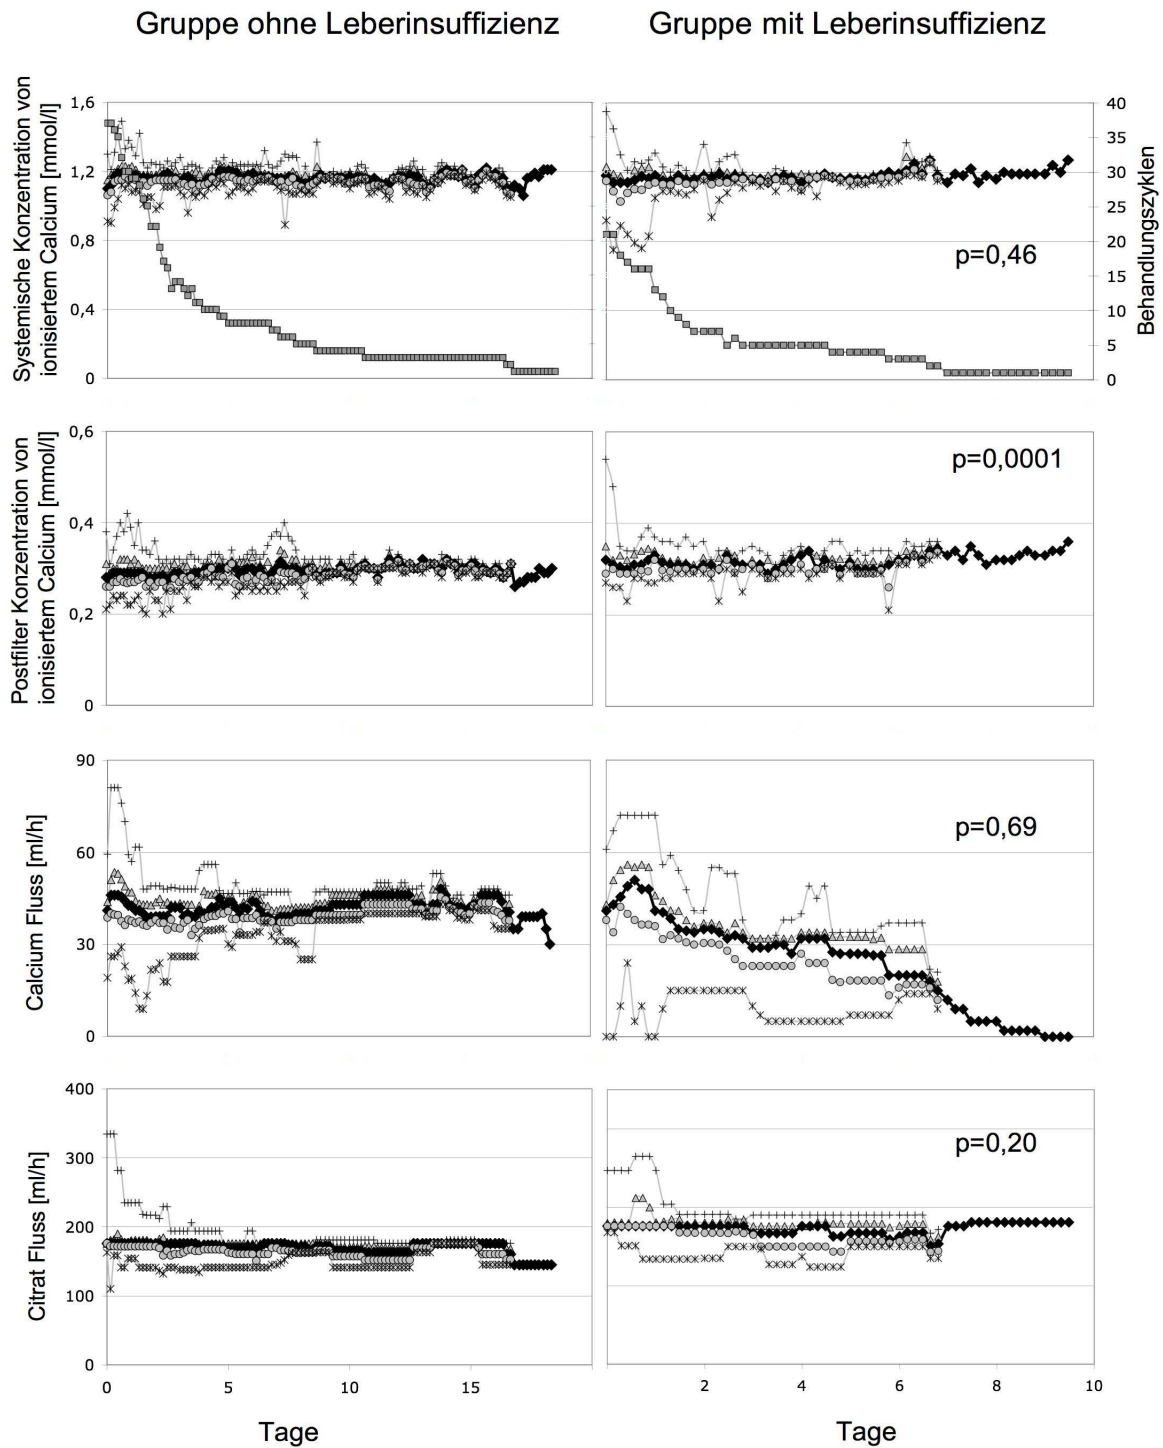 Gruppe ohne Leberinsuffizienz
Gruppe mit Leberinsuffizienz
Systemische Konzentration von
ionisiertem Calcium [mmol/l]
1,6
1,2
0,8
0,4
0
p=0,46
40
35
30
25
20
15
10
5
0
Behandlungszyklen
Postfilter Konzentration von
ionisiertem Calcium [mmol/l]
0,6
0,4
0,2
0
p=0,0001
Calcium Fluss [ml/h]
90
60
30
0
p=0,69
Citrat Fluss [ml/h]
400
300
200
100
0
p=0,20
0 5 10 15
2 4 6 8 10
Tage
Tage